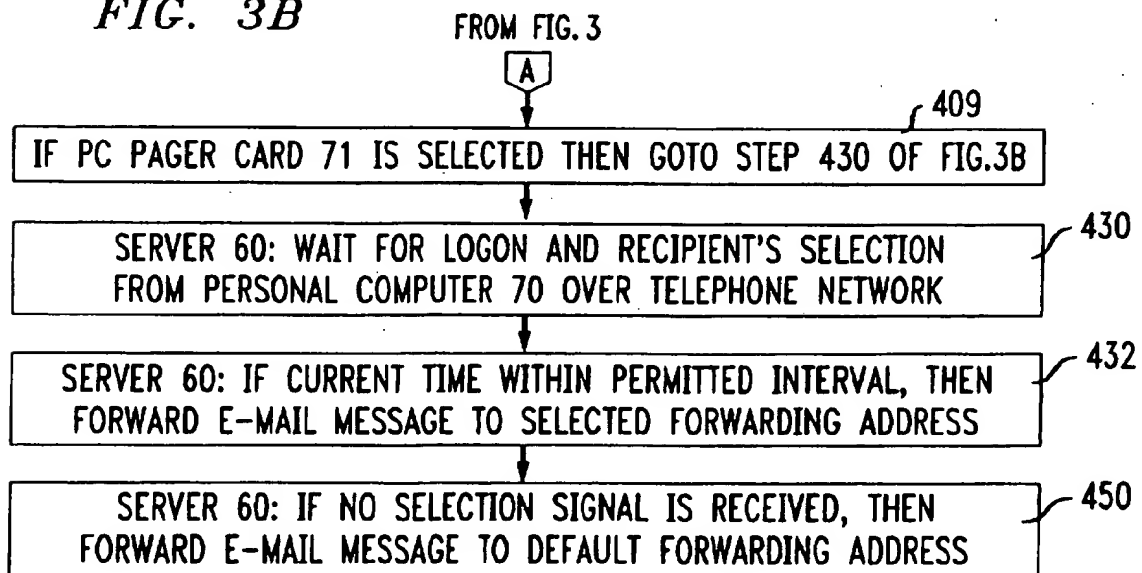 FIG. 3B
FROM FIG. 3
A
409
IF PC PAGER CARD 71 IS SELECTED THEN GOTO STEP 430 OF FIG.3B
430
SERVER 60: WAIT FOR LOGON AND RECIPIENT'S SELECTION
FROM PERSONAL COMPUTER 70 OVER TELEPHONE NETWORK
432
SERVER 60: IF CURRENT TIME WITHIN PERMITTED INTERVAL, THEN
FORWARD E-MAIL MESSAGE TO SELECTED FORWARDING ADDRESS
450
SERVER 60: IF NO SELECTION SIGNAL IS RECEIVED, THEN
FORWARD E-MAIL MESSAGE TO DEFAULT FORWARDING ADDRESS